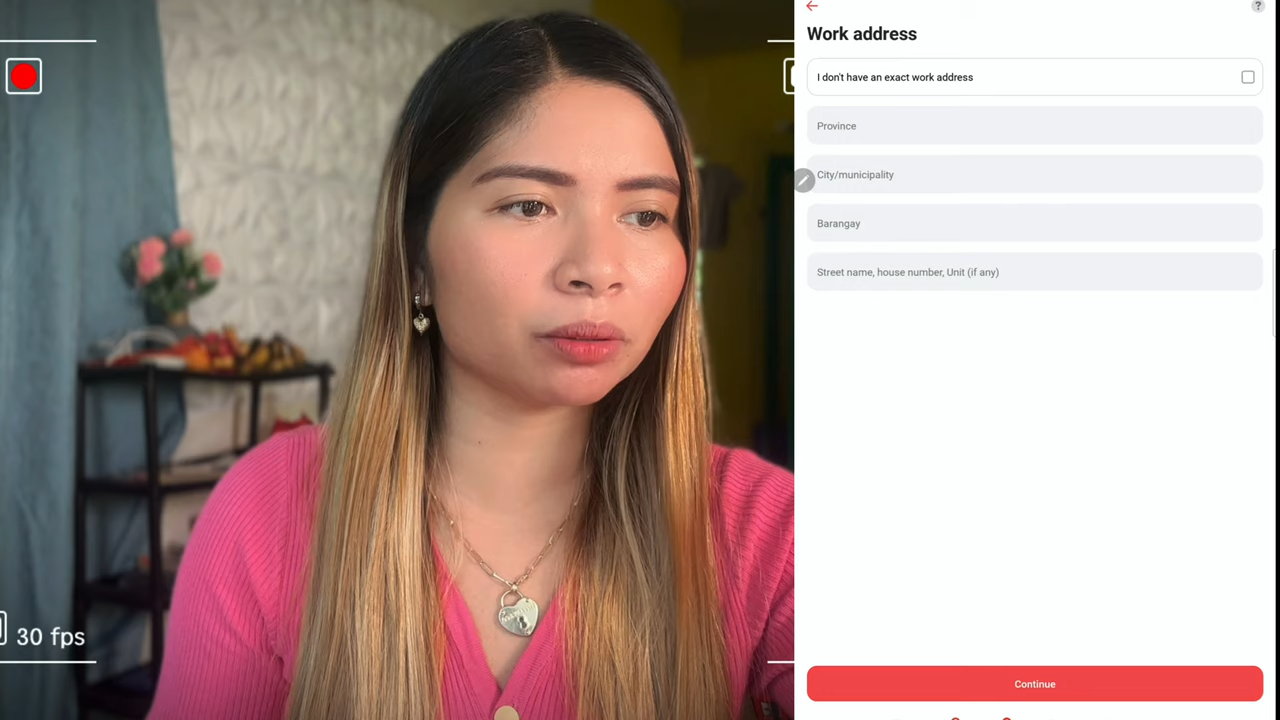 ?
Work address
I don't have an exact work address
Province
City/municipality
Barangay
Street name, house number, Unit (if any)
Continue
30 fps